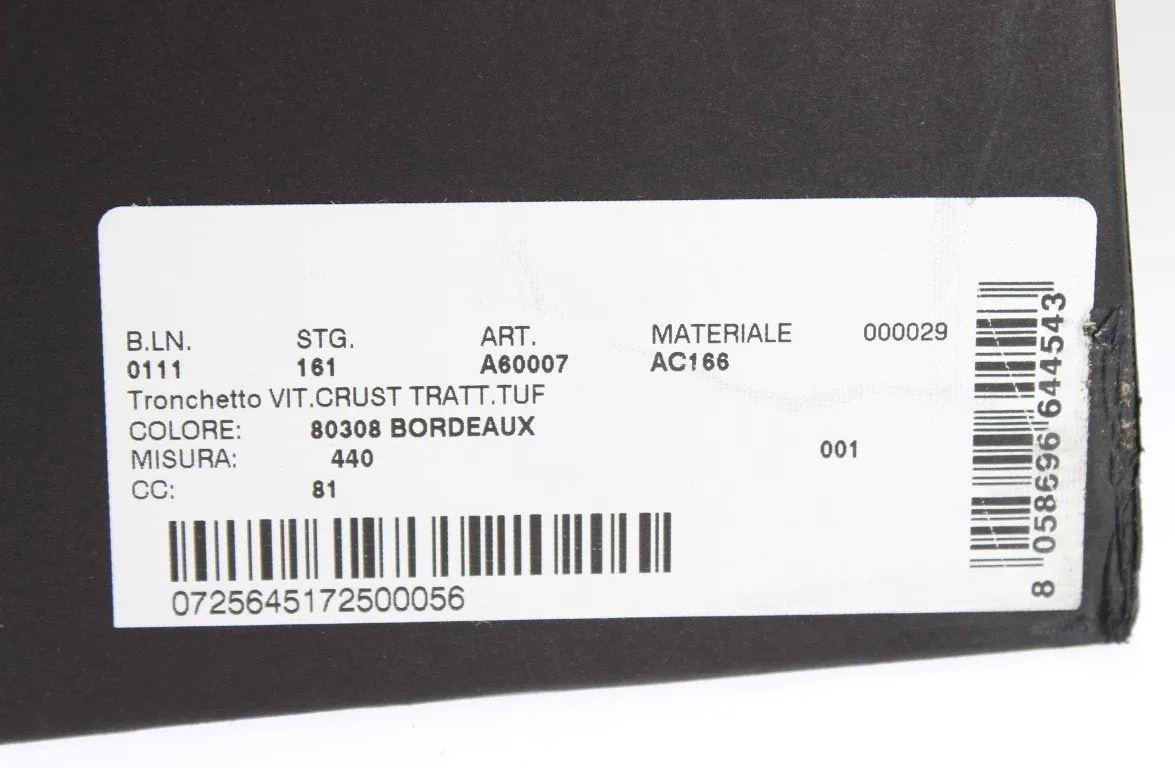 B.LN. STG. ART. MATERIALE 000029
0111 161 A60007 AC166
Tronchetto VIT.CRUST TRATT.TUF
COLORE: 80308 BORDEAUX
MISURA: 440 001
CC: 81
0725645172500056
8 058696 644543